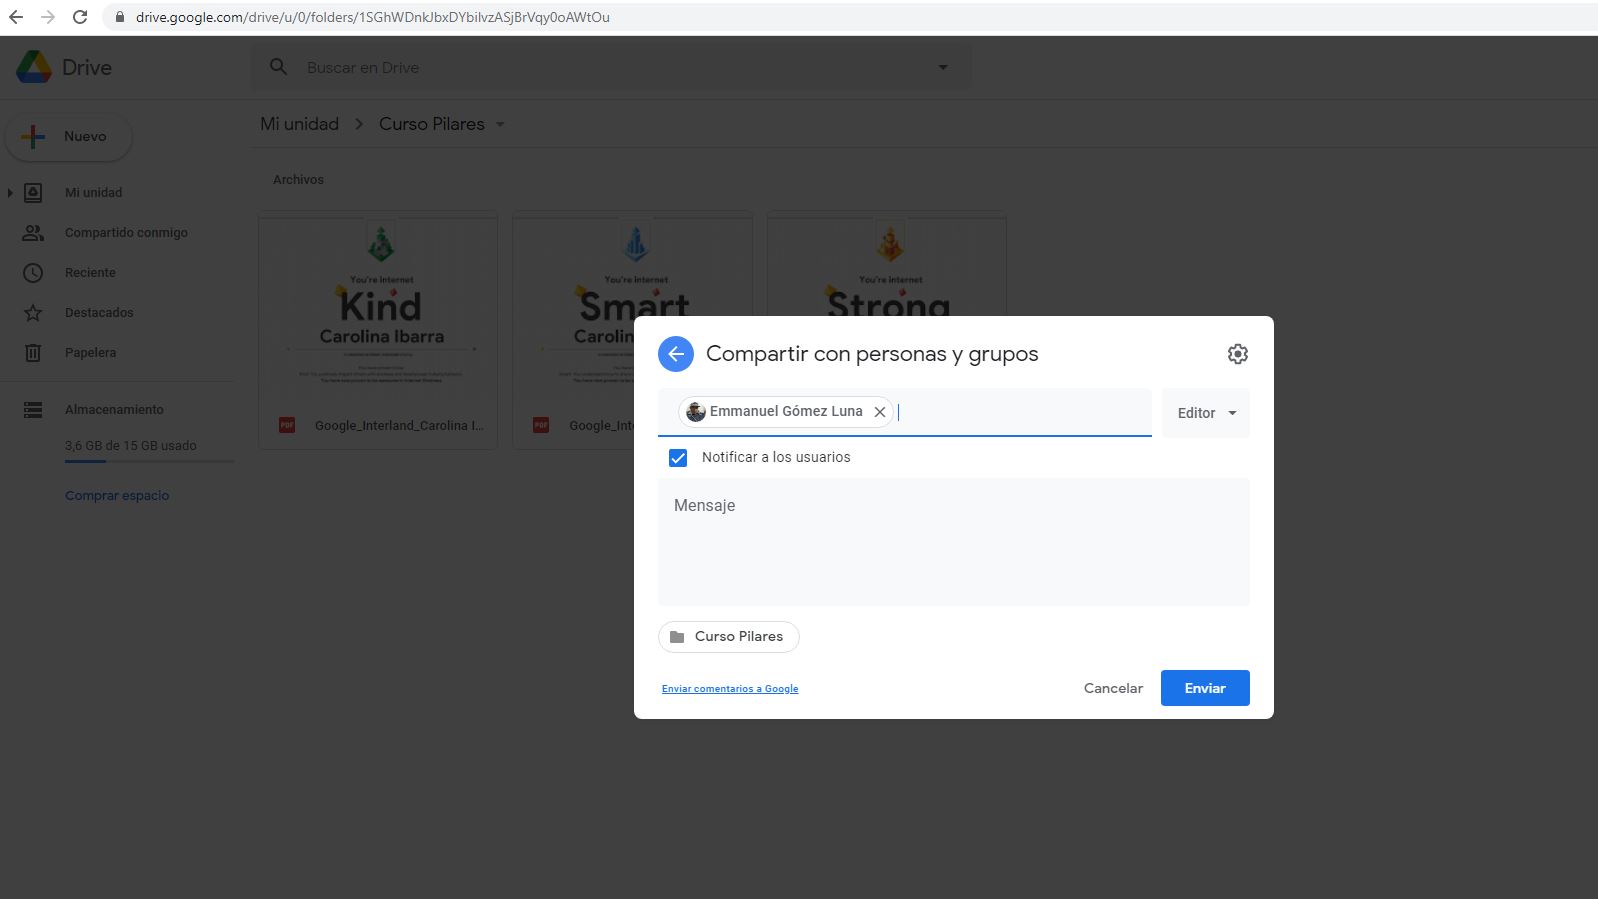 drive.google.com/drive/u/0/folders/1SGhWDnkJbxDYbilvzASjBrVqy0oAWtOu
Drive
Buscar en Drive
Nuevo
Mi unidad
Compartido conmigo
Reciente
Destacados
Papelera
Almacenamiento
3,6 GB de 15 GB usado
Comprar espacio
Mi unidad > Curso Pilares
Archivos
You're internet
Kind
Carolina Ibarra
PDF
Google_Interland_Carolina I...
You're internet
Smart
Carolin
PDF
Google_Inte
You're internet
Strong
Compartir con personas y grupos
Emmanuel Gómez Luna
Editor
Notificar a los usuarios
Mensaje
Curso Pilares
Enviar comentarios a Google
Cancelar
Enviar